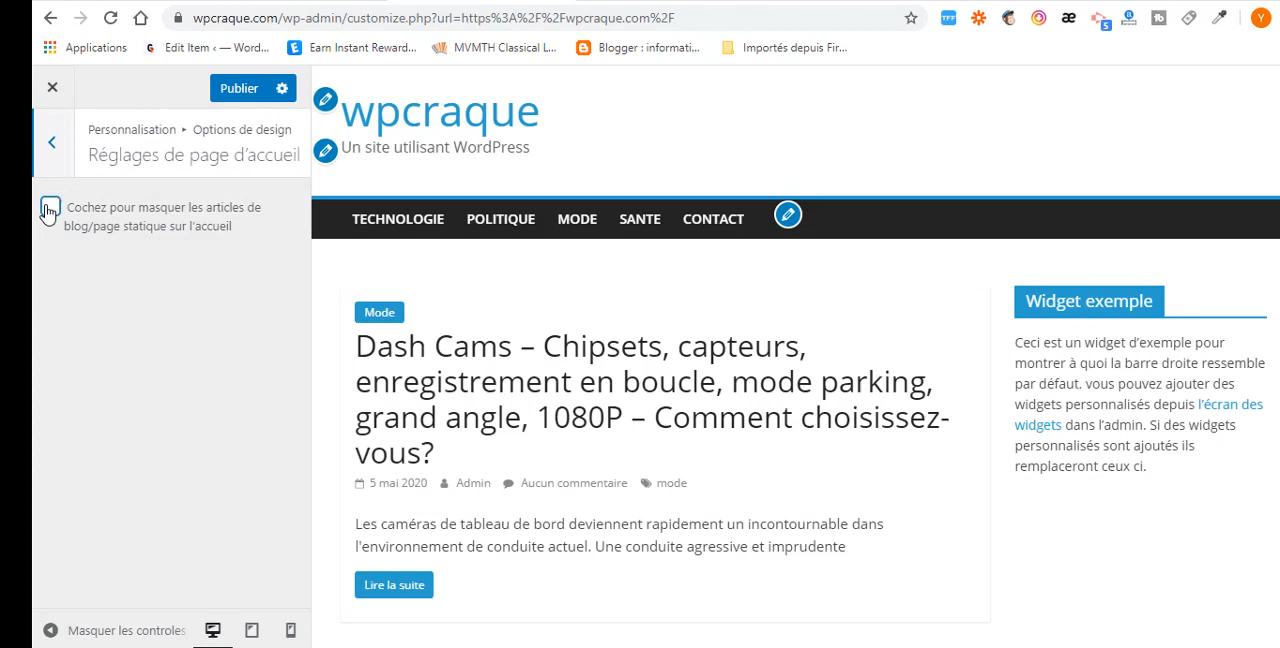 wpcraque.com/wp-admin/customize.php?url=https%3A%2F%2Fwpcraque.com%2F
TFF
æ
5
Y
Applications
G Edit Item ‹ — Word...
Earn Instant Reward...
MVMTH Classical L...
Blogger : informati...
Importés depuis Fir...
Publier
Personnalisation ▸ Options de design
Réglages de page d’accueil
Cochez pour masquer les articles de
blog/page statique sur l'accueil
Masquer les controles
wpcraque
Un site utilisant WordPress
TECHNOLOGIE POLITIQUE MODE SANTE CONTACT
Mode
Dash Cams – Chipsets, capteurs,
enregistrement en boucle, mode parking,
grand angle, 1080P – Comment choisissez-
vous?
5 mai 2020 Admin Aucun commentaire mode
Les caméras de tableau de bord deviennent rapidement un incontournable dans
l'environnement de conduite actuel. Une conduite agressive et imprudente
Lire la suite
Widget exemple
Ceci est un widget d’exemple pour
montrer à quoi la barre droite ressemble
par défaut. vous pouvez ajouter des
widgets personnalisés depuis l’écran des
widgets dans l’admin. Si des widgets
personnalisés sont ajoutés ils
remplaceront ceux ci.